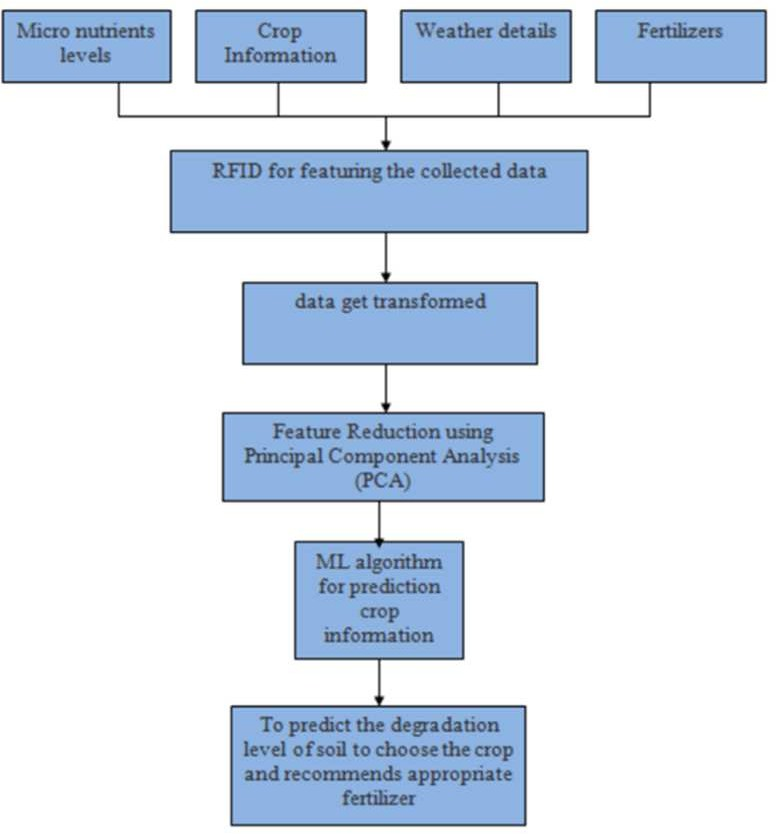 Micro nutrients
levels
Crop
Information
Weather details
Fertilizers
RFID for featuring the collected data
data get transformed
Feature Reduction using
Principal Component Analysis
(PCA)
ML algorithm
for prediction
crop
information
To predict the degradation
level of soil to choose the crop
and recommends appropriate
fertilizer